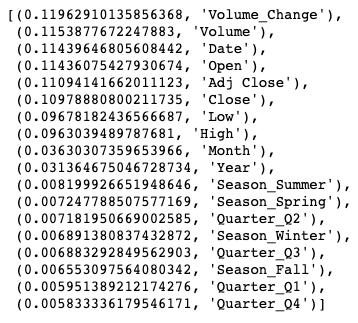 [(0.11962910135856368, 'Volume_Change'),
(0.1153877672247883, 'Volume'),
(0.11439646805608442, 'Date'),
(0.11436075427930674, 'Open'),
(0.11094141662011123, 'Adj Close'),
(0.10978880800211735, 'Close'),
(0.09678182436566687, 'Low'),
(0.0963039489787681, 'High'),
(0.03630307359653966, 'Month'),
(0.031364675046728734, 'Year'),
(0.008199926651948646, 'Season_Summer'),
(0.007247788507577169, 'Season_Spring'),
(0.007181950669002585, 'Quarter_Q2'),
(0.006891380837432872, 'Season_Winter'),
(0.006883292849562903, 'Quarter_Q3'),
(0.006553097564080342, 'Season_Fall'),
(0.005951389212174276, 'Quarter_Q1'),
(0.005833336179546171, 'Quarter_Q4')]